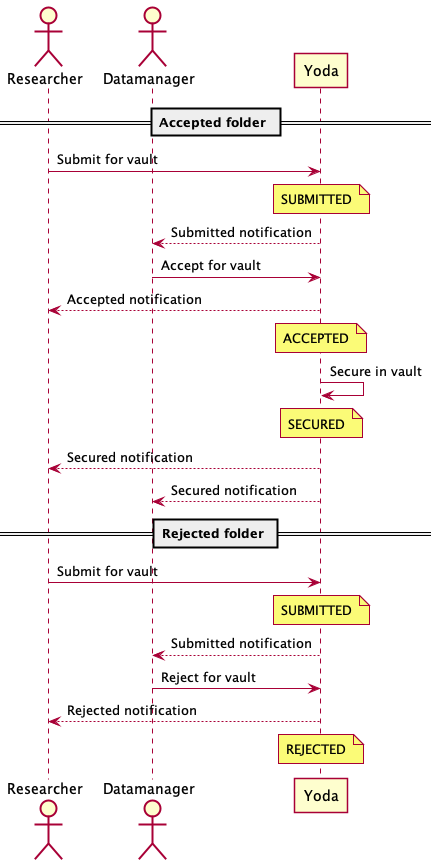 Researcher
Datamanager
Yoda
Accepted folder
Submit for vault
SUBMITTED
Submitted notification
Accept for vault
Accepted notification
ACCEPTED
Secure in vault
SECURED
Secured notification
Secured notification
Rejected folder
Submit for vault
SUBMITTED
Submitted notification
Reject for vault
Rejected notification
REJECTED
Researcher
Datamanager
Yoda